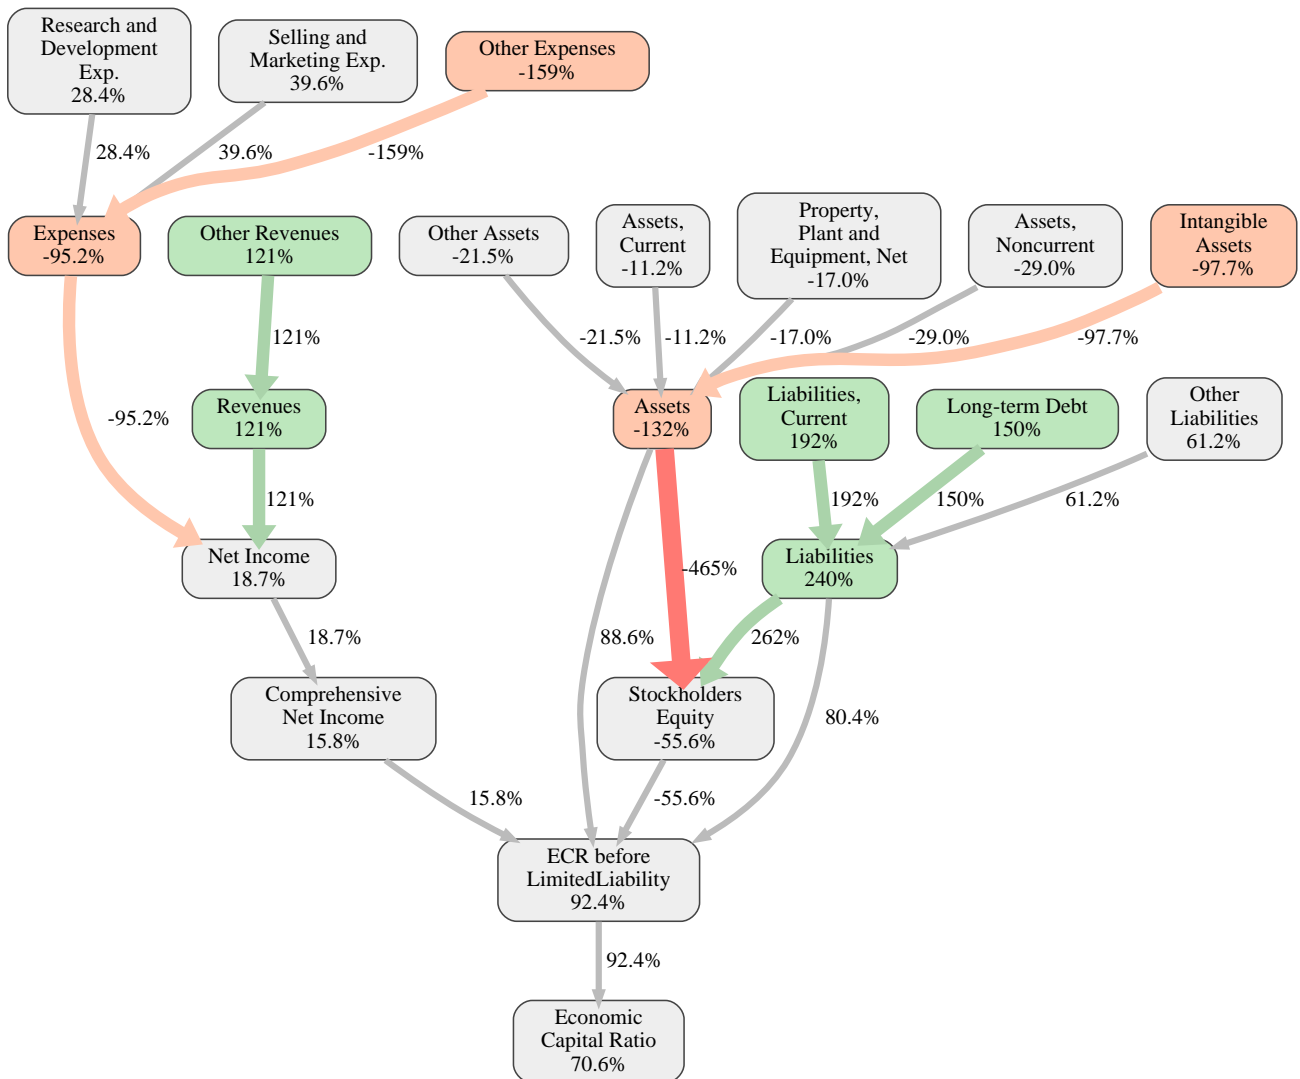 Research and
Development
Exp.
28.4%
Selling and
Marketing Exp.
39.6%
Other Expenses
-159%
28.4%
39.6%
-159%
Expenses
-95.2%
Other Revenues
121%
Other Assets
-21.5%
Assets,
Current
-11.2%
Property,
Plant and
Equipment, Net
-17.0%
Assets,
Noncurrent
-29.0%
Intangible
Assets
-97.7%
121%
-21.5%
-11.2%
-17.0%
-29.0%
-97.7%
-95.2%
Revenues
121%
Assets
-132%
Liabilities,
Current
192%
Long-term Debt
150%
Other
Liabilities
61.2%
121%
192%
150%
61.2%
Net Income
18.7%
-465%
Liabilities
240%
18.7%
88.6%
262%
80.4%
Comprehensive
Net Income
15.8%
Stockholders
Equity
-55.6%
15.8%
-55.6%
ECR before
LimitedLiability
92.4%
92.4%
Economic
Capital Ratio
70.6%